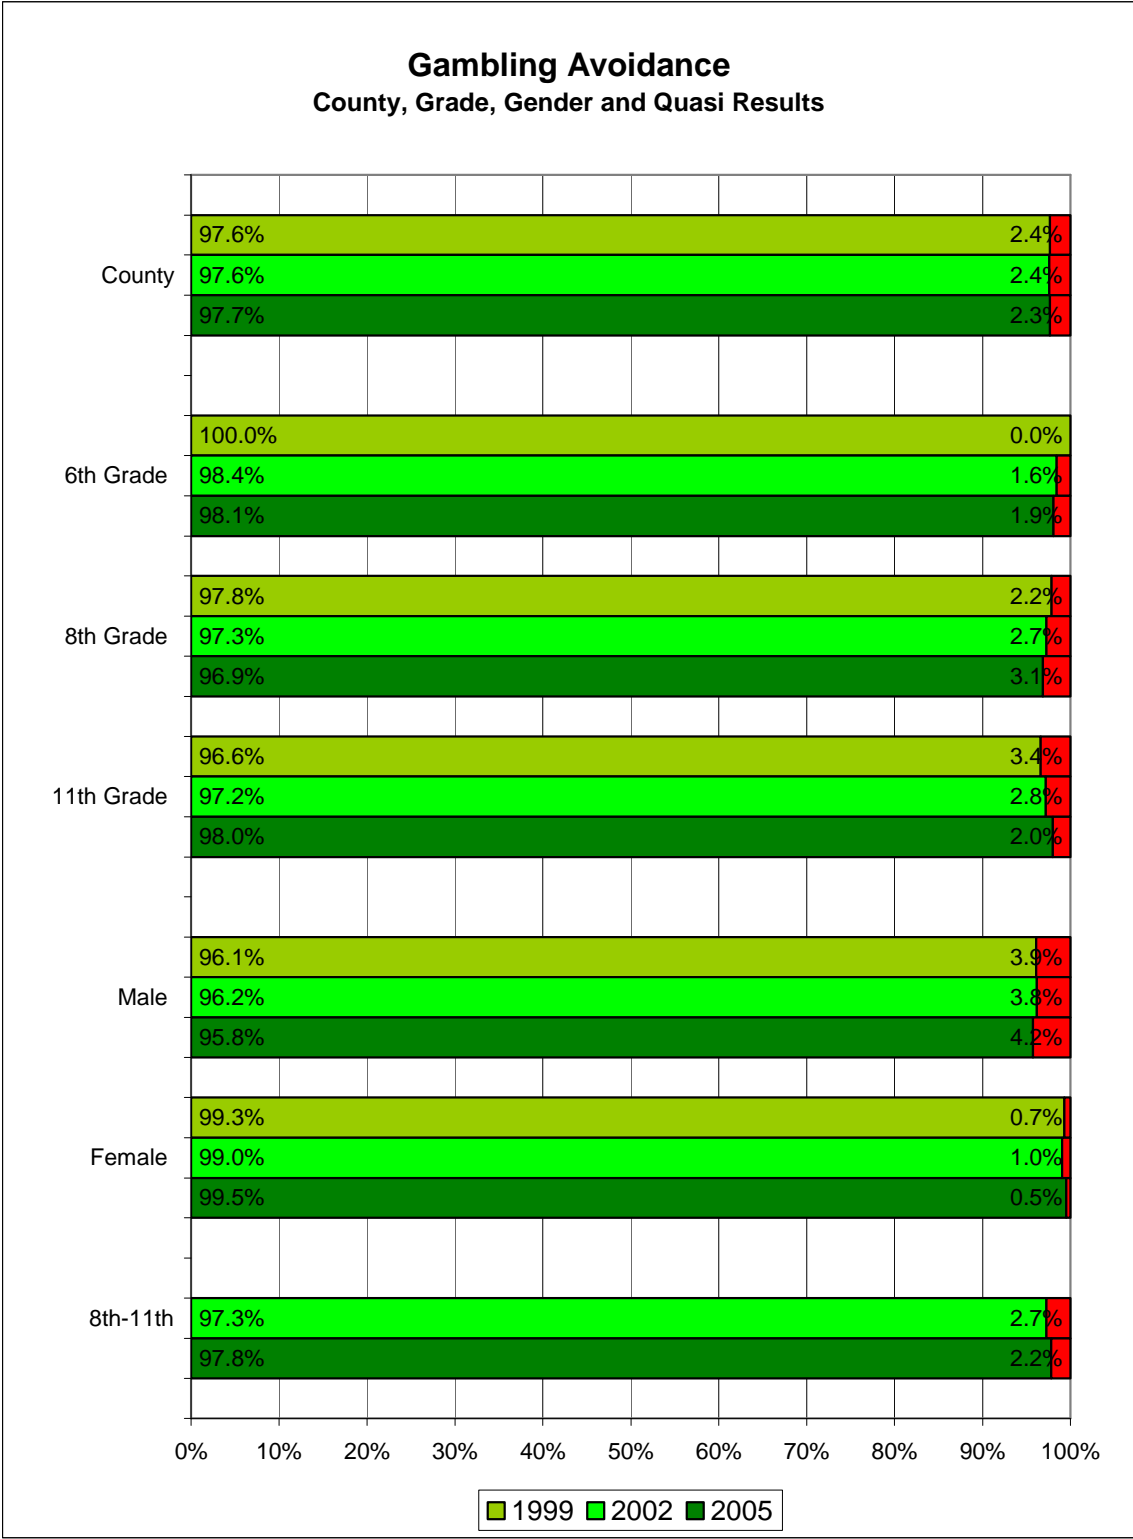 Gambling Avoidance
County, Grade, Gender and Quasi Results
97.6% 2.4%
County 97.6% 2.4%
97.7% 2.3%
100.0% 0.0%
6th Grade 98.4% 1.6%
98.1% 1.9%
97.8% 2.2%
8th Grade 97.3% 2.7%
96.9% 3.1%
96.6% 3.4%
11th Grade 97.2% 2.8%
98.0% 2.0%
96.1% 3.9%
Male 96.2% 3.8%
95.8% 4.2%
99.3% 0.7%
Female 99.0% 1.0%
99.5% 0.5%
8th-11th 97.3% 2.7%
97.8% 2.2%
0% 10% 20% 30% 40% 50% 60% 70% 80% 90% 100%
1999 2002 2005